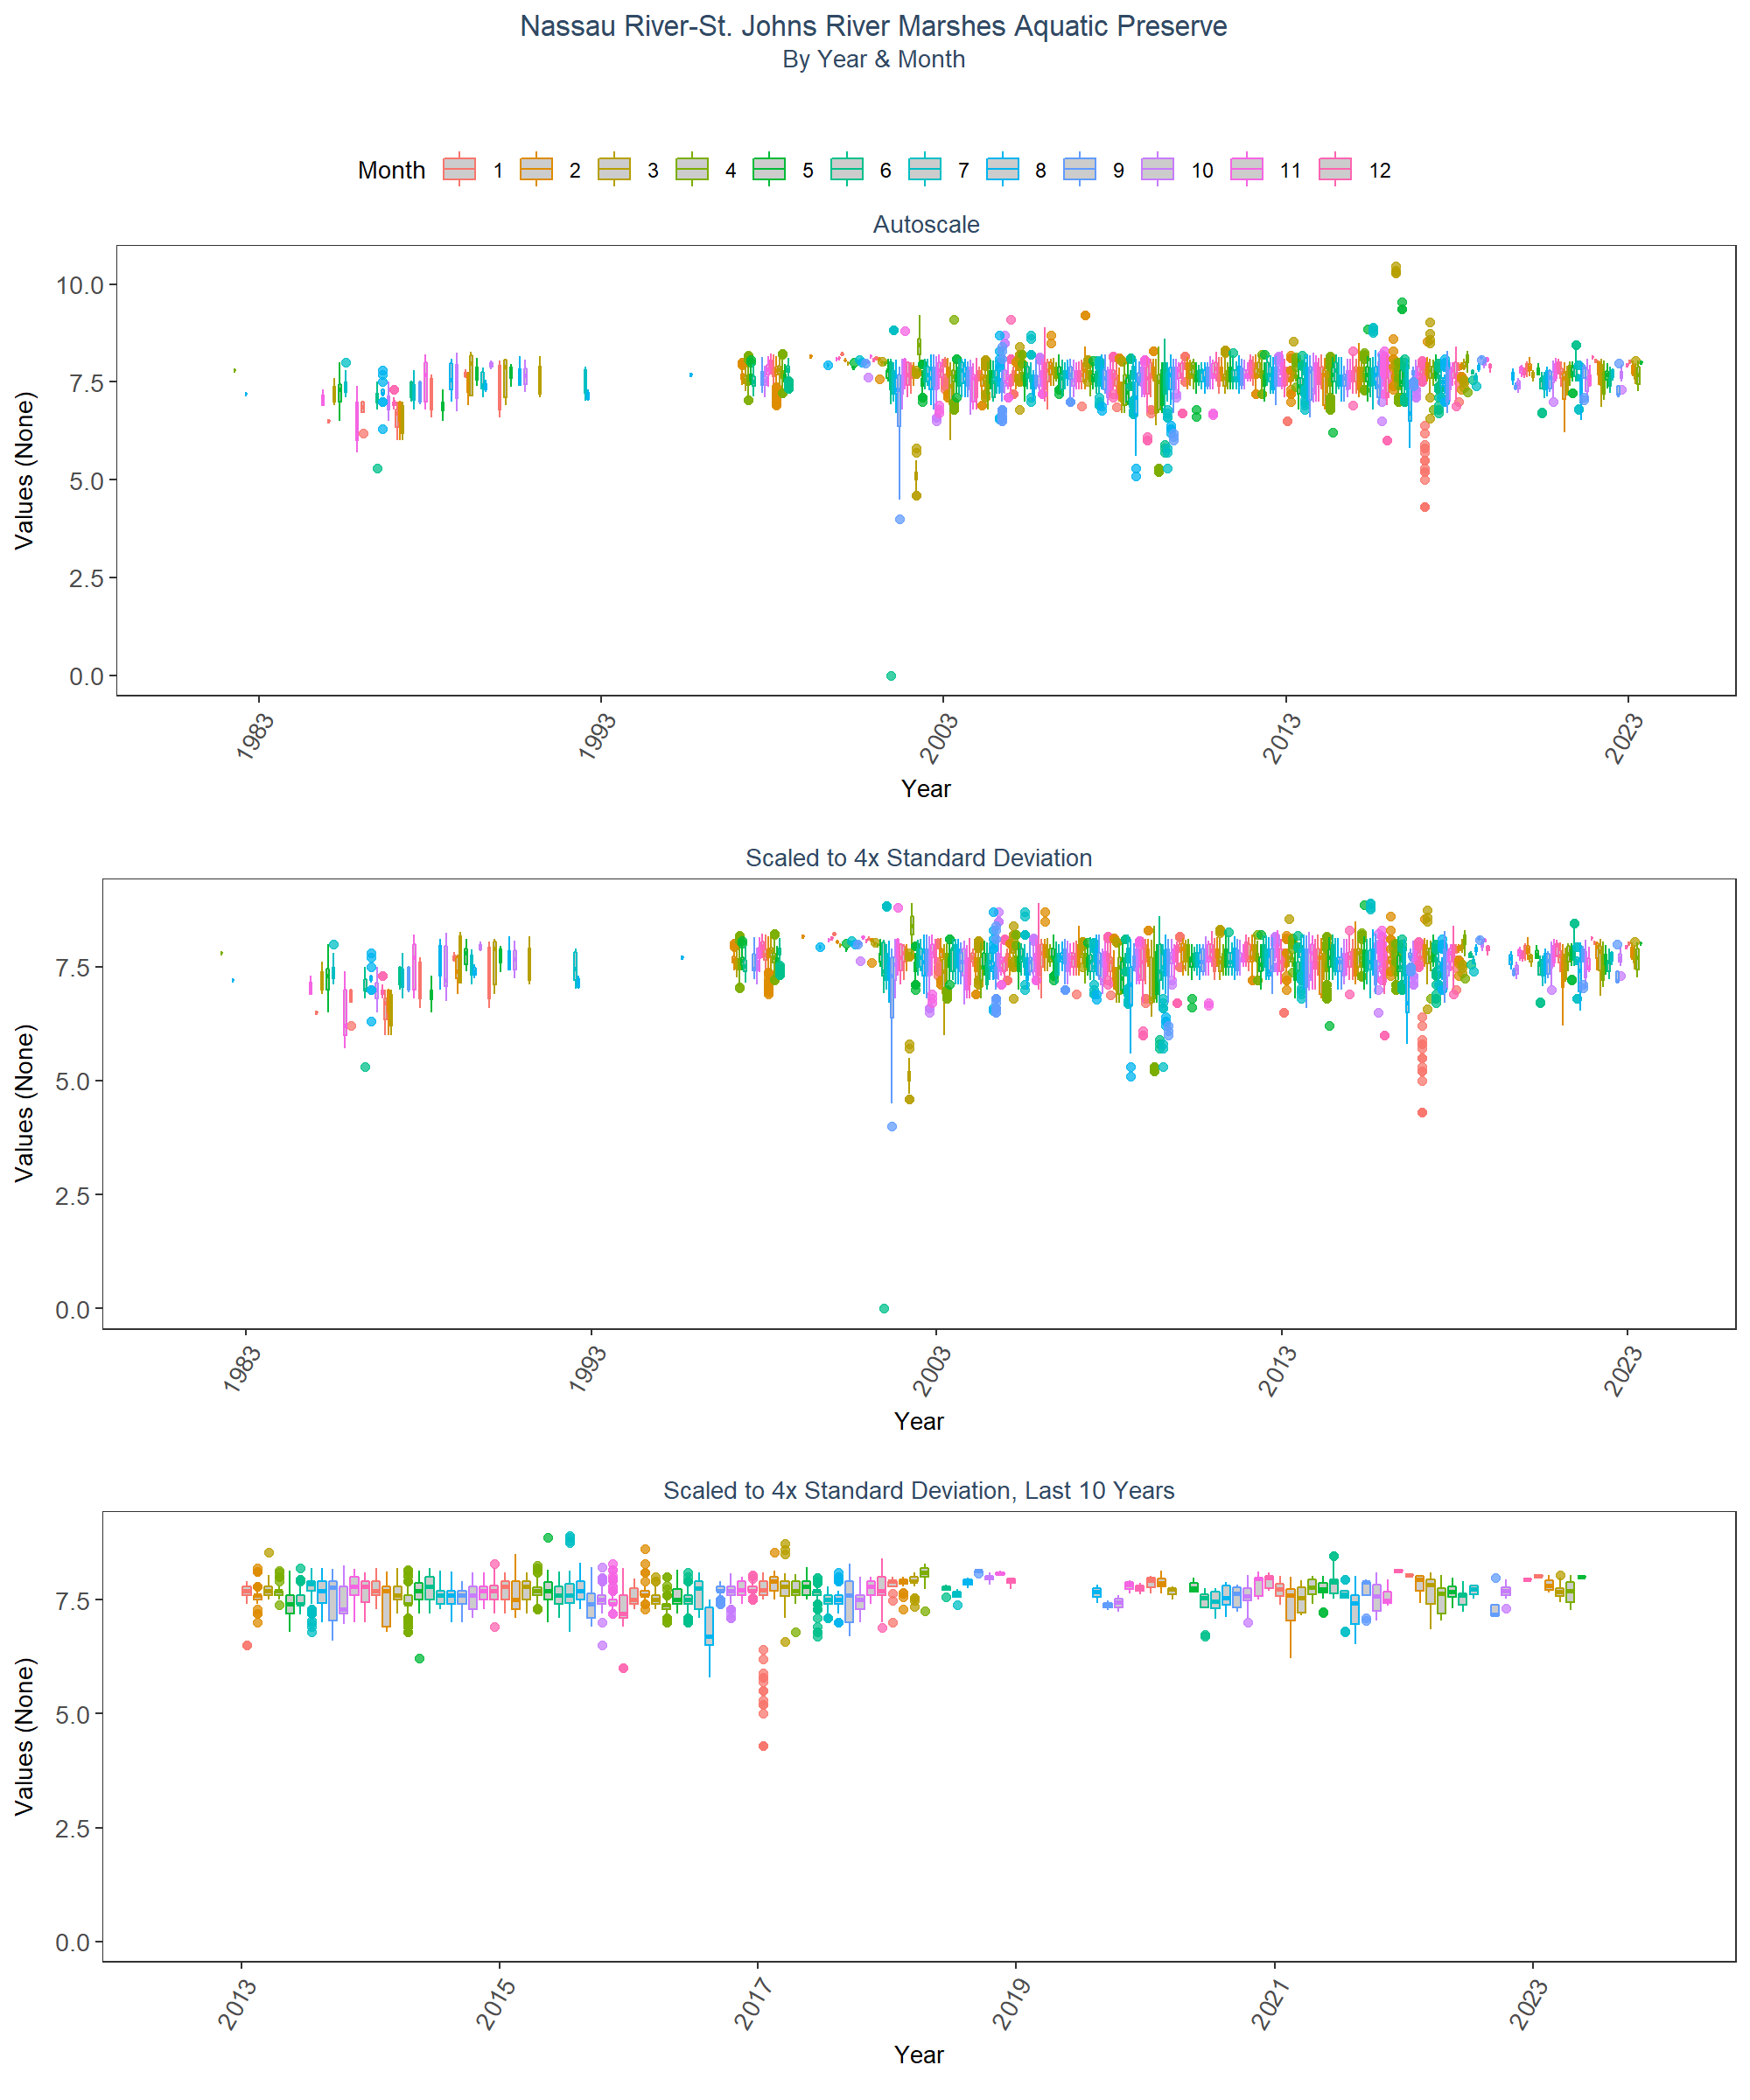 Nassau River-St. Johns River Marshes Aquatic Preserve
By Year & Month
Month 1 2 3 4 5 6 7 8 9 10 11 12
Autoscale
Values (None)
10.0
7.5
5.0
2.5
0.0
1983 1993 2003 2013 2023
Year
Scaled to 4x Standard Deviation
Values (None)
7.5
5.0
2.5
0.0
1983 1993 2003 2013 2023
Year
Scaled to 4x Standard Deviation, Last 10 Years
Values (None)
7.5
5.0
2.5
0.0
2013 2015 2017 2019 2021 2023
Year